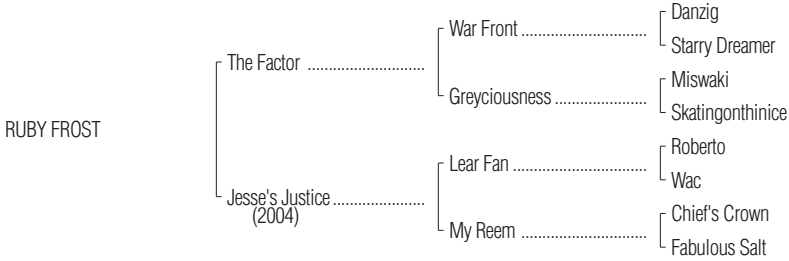 Danzig
War Front ..............................
Starry Dreamer
The Factor ............................
Miswaki
Greyciousness ......................
Skatingonthinice
RUBY FROST
Roberto
Lear Fan ................................
Wac
Jesse's Justice ......................
(2004)
Chief's Crown
My Reem ..............................
Fabulous Salt